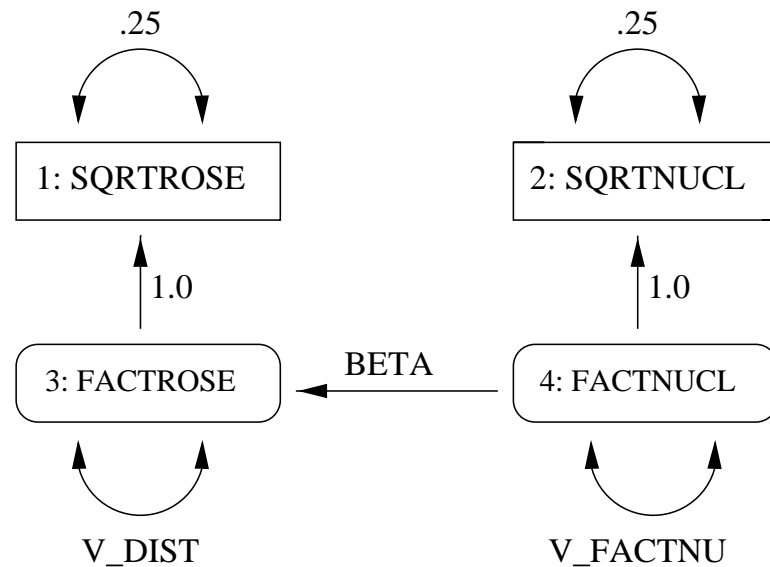 .25
.25
1: SQRTROSE
2: SQRTNUCL
1.0
1.0
BETA
3: FACTROSE
4: FACTNUCL
V_DIST
V_FACTNU